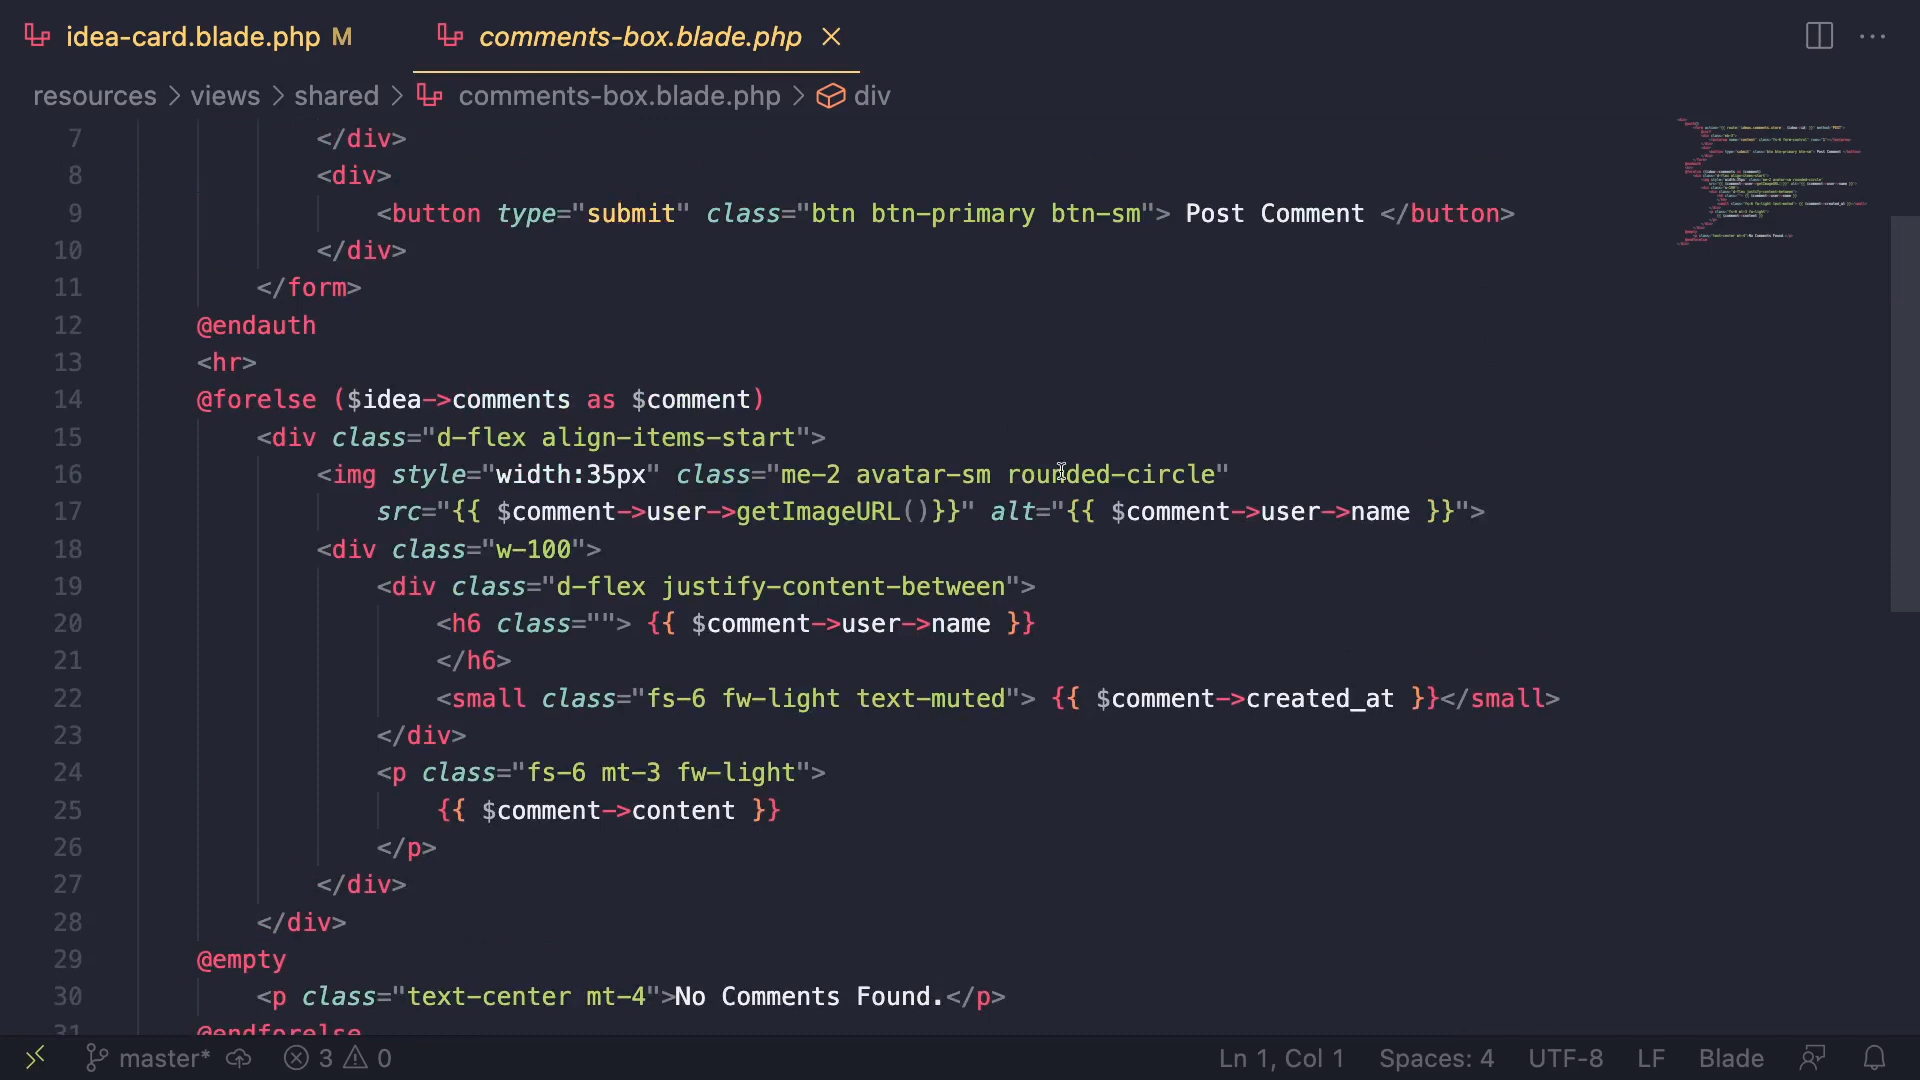 idea-card.blade.php M
comments-box.blade.php
resources > views > shared > comments-box.blade.php > div
7 </div>
8 <div>
9 <button type="submit" class="btn btn-primary btn-sm"> Post Comment </button>
10 </div>
11 </form>
12 @endauth
13 <hr>
14 @forelse ($idea->comments as $comment)
15 <div class="d-flex align-items-start">
16 <img style="width:35px" class="me-2 avatar-sm rounded-circle"
17 src="{{ $comment->user->getImageURL()}}" alt="{{ $comment->user->name }}">
18 <div class="w-100">
19 <div class="d-flex justify-content-between">
20 <h6 class=""> {{ $comment->user->name }}
21 </h6>
22 <small class="fs-6 fw-light text-muted"> {{ $comment->created_at }}</small>
23 </div>
24 <p class="fs-6 mt-3 fw-light">
25 {{ $comment->content }}
26 </p>
27 </div>
28 </div>
29 @empty
30 <p class="text-center mt-4">No Comments Found.</p>
31 @endforelse
master* 3 0 Ln 1, Col 1 Spaces: 4 UTF-8 LF Blade